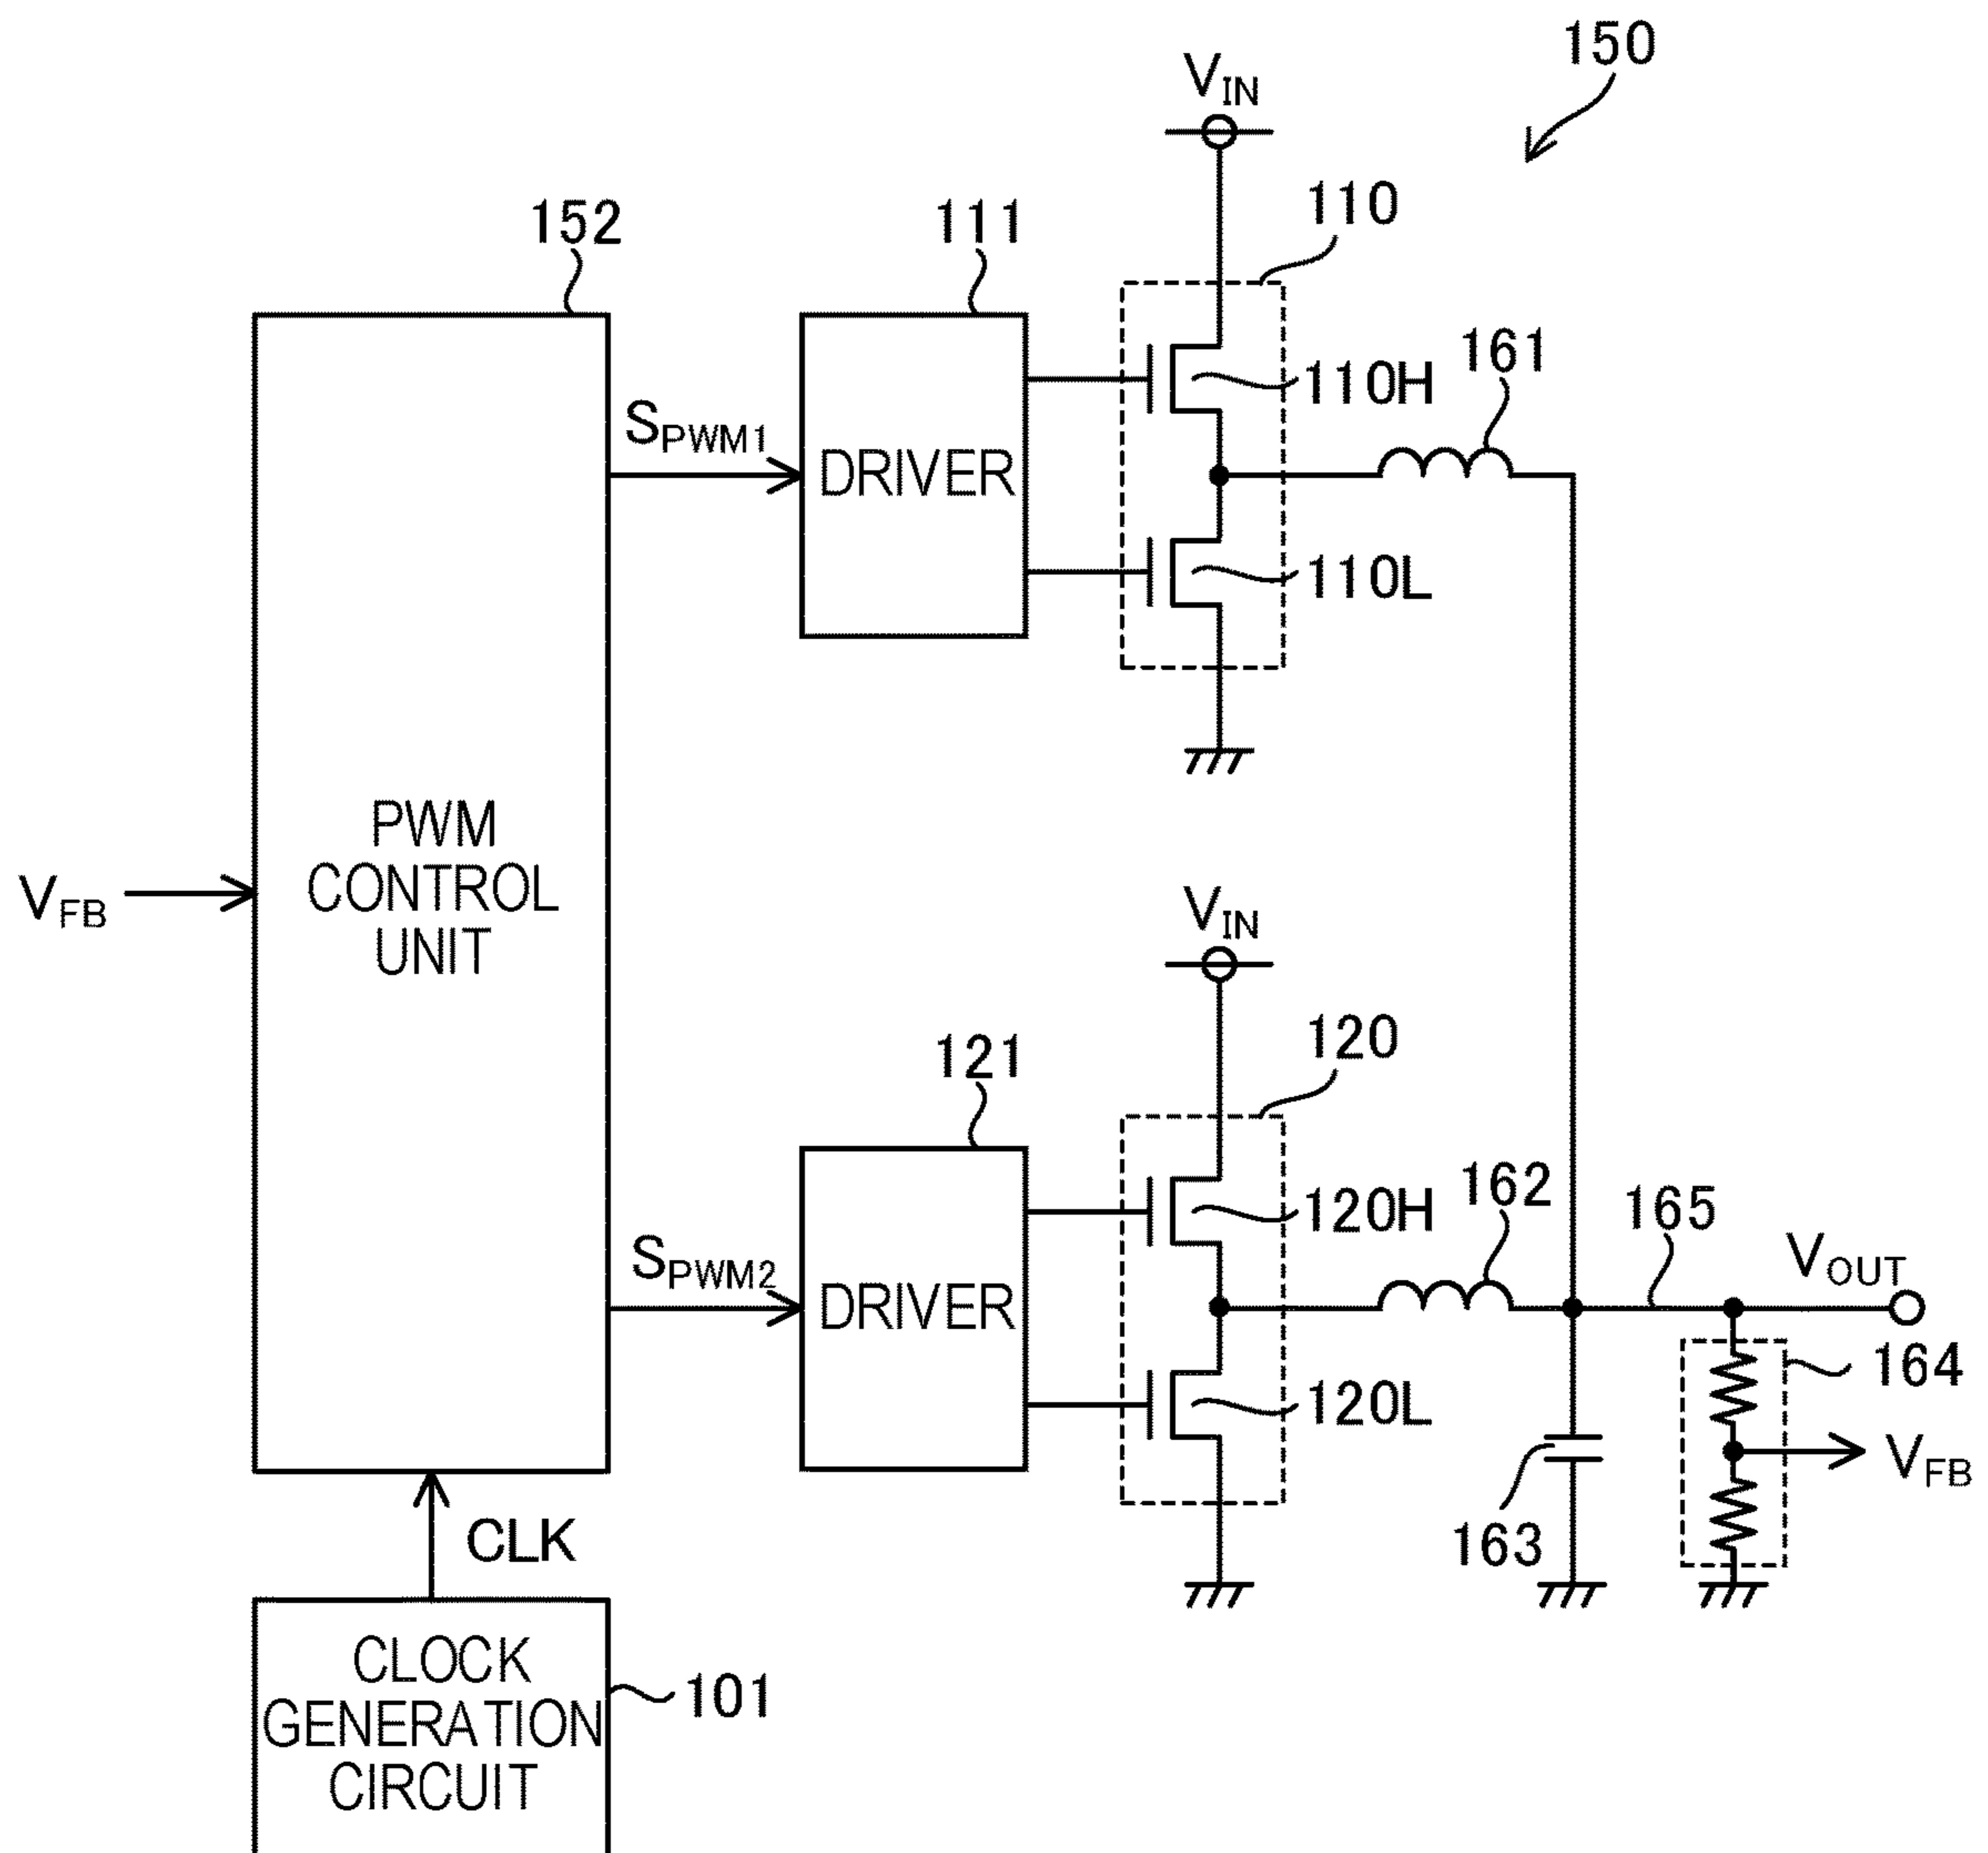 150
V_IN
152
111
110
161
110H
S_PWM1
DRIVER
110L
PWM
CONTROL
UNIT
V_FB
V_IN
121
120
162
165
120H
S_PWM2
DRIVER
V_OUT
164
120L
V_FB
163
CLK
CLOCK
GENERATION
CIRCUIT
101